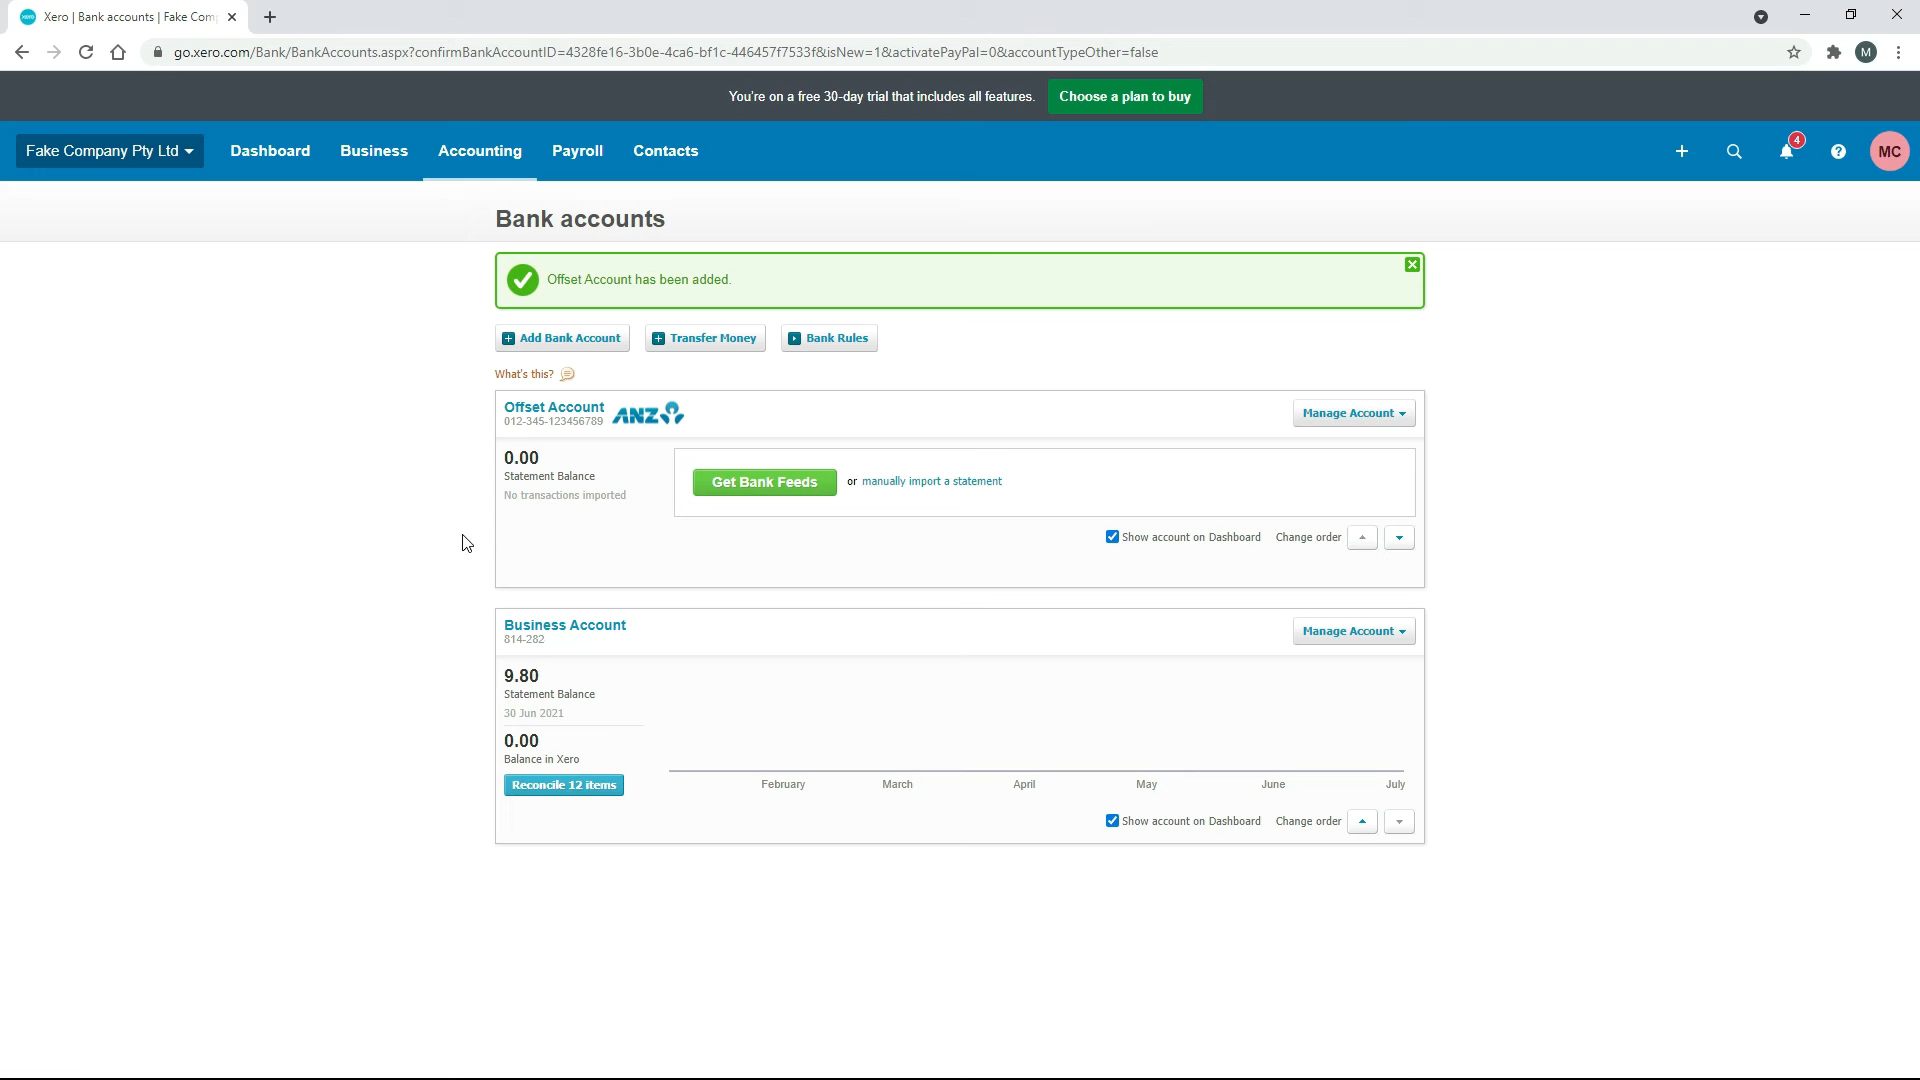 Xero | Bank accounts | Fake Com
go.xero.com/Bank/BankAccounts.aspx?confirmBankAccountID=4328fe16-3b0e-4ca6-bf1c-446457f7533f&isNew=1&activatePayPal=0&accountTypeOther=false
M
You're on a free 30-day trial that includes all features. Choose a plan to buy
Fake Company Pty Ltd Dashboard Business Accounting Payroll Contacts 4 MC
Bank accounts
Offset Account has been added.
Add Bank Account Transfer Money Bank Rules
What's this?
Offset Account ANZ Manage Account
012-345-123456789
0.00
Statement Balance
No transactions imported
Get Bank Feeds or manually import a statement
Show account on Dashboard Change order
Business Account Manage Account
814-282
9.80
Statement Balance
30 Jun 2021
0.00
Balance in Xero
Reconcile 12 items
February March April May June July
Show account on Dashboard Change order